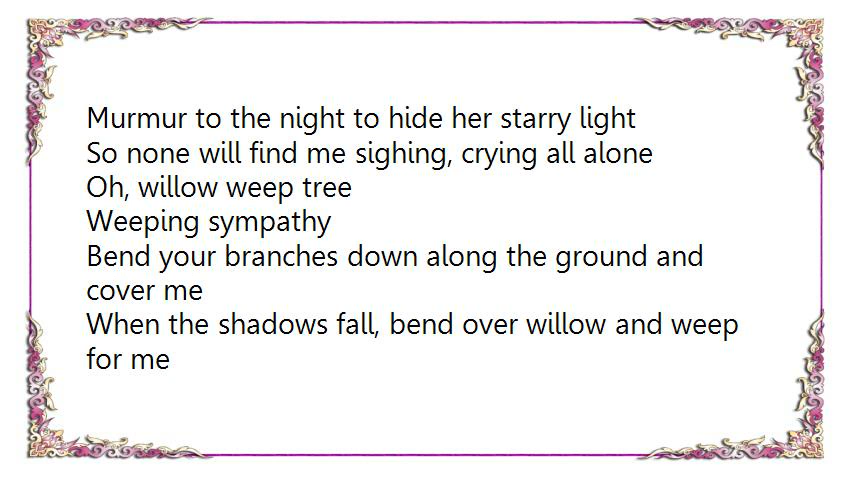 Murmur to the night to hide her starry light
So none will find me sighing, crying all alone
Oh, willow weep tree
Weeping sympathy
Bend your branches down along the ground and
cover me
When the shadows fall, bend over willow and weep
for me